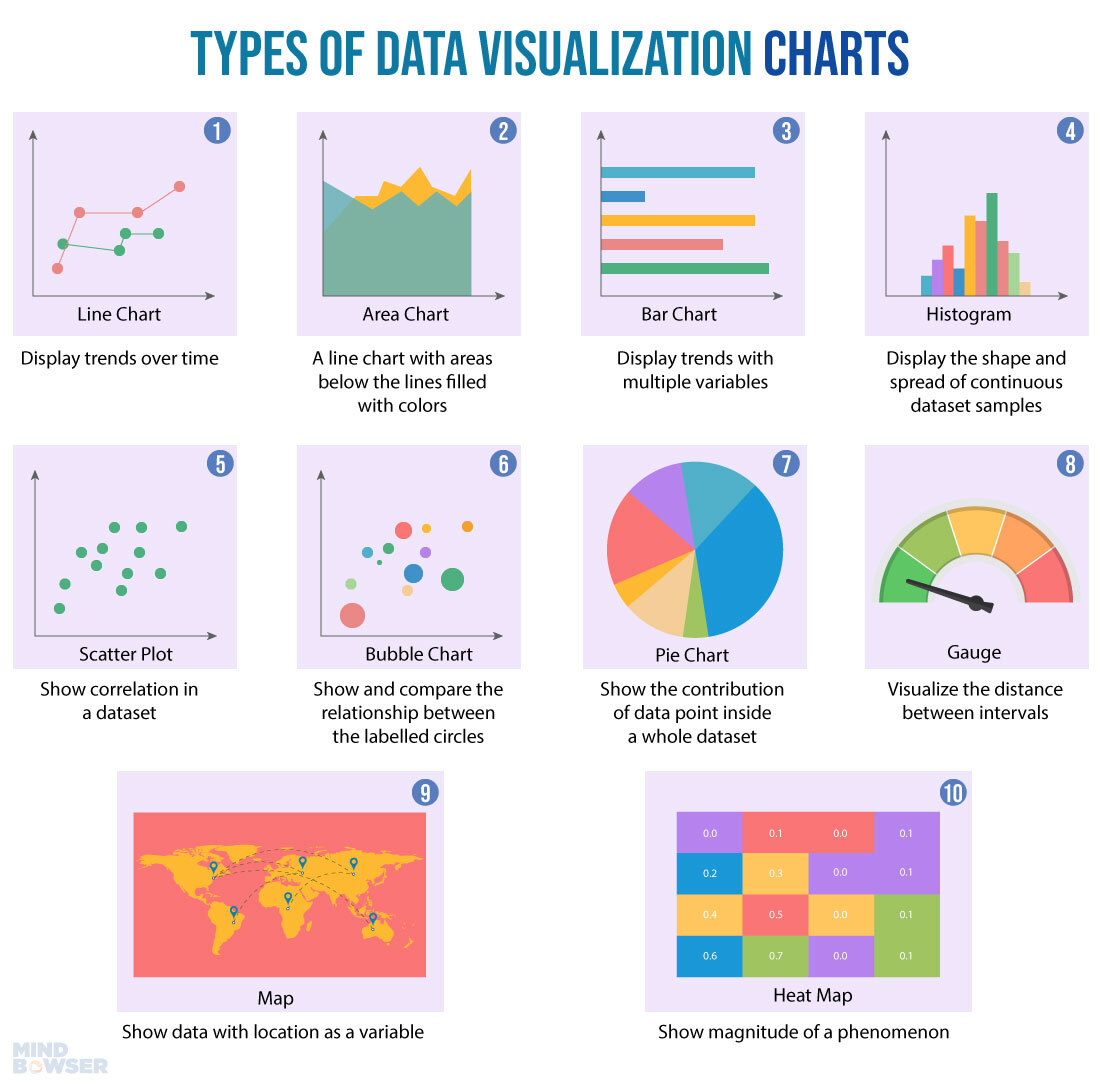 TYPES OF DATA VISUALIZATION CHARTS
1
Line Chart
Display trends over time
2
Area Chart
A line chart with areas
below the lines filled
with colors
3
Bar Chart
Display trends with
multiple variables
4
Histogram
Display the shape and
spread of continuous
dataset samples
5
Scatter Plot
Show correlation in
a dataset
6
Bubble Chart
Show and compare the
relationship between
the labelled circles
7
Pie Chart
Show the contribution
of data point inside
a whole dataset
8
Gauge
Visualize the distance
between intervals
9
Map
Show data with location as a variable
10
0.0 0.1 0.0 0.1
0.2 0.3 0.0 0.1
0.4 0.5 0.0 0.1
0.6 0.7 0.0 0.1
Heat Map
Show magnitude of a phenomenon
MIND
BOWSER